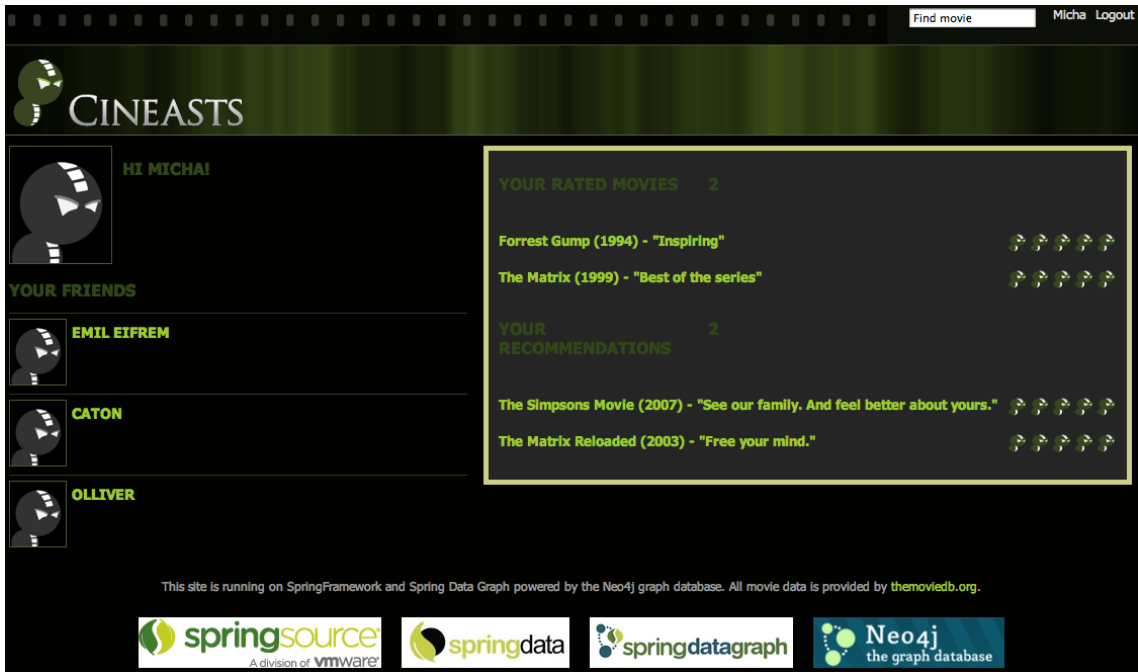 Find movie
Micha Logout
CINEASTS
HI MICHA!
YOUR FRIENDS
EMIL EIFREM
CATON
OLLIVER
YOUR RATED MOVIES 2
Forrest Gump (1994) - "Inspiring"
The Matrix (1999) - "Best of the series"
YOUR 2
RECOMMENDATIONS
The Simpsons Movie (2007) - "See our family. And feel better about yours."
The Matrix Reloaded (2003) - "Free your mind."
This site is running on SpringFramework and Spring Data Graph powered by the Neo4j graph database. All movie data is provided by themoviedb.org.
springsource
A division of vmware
springdata
springdatagraph
Neo4j
the graph database